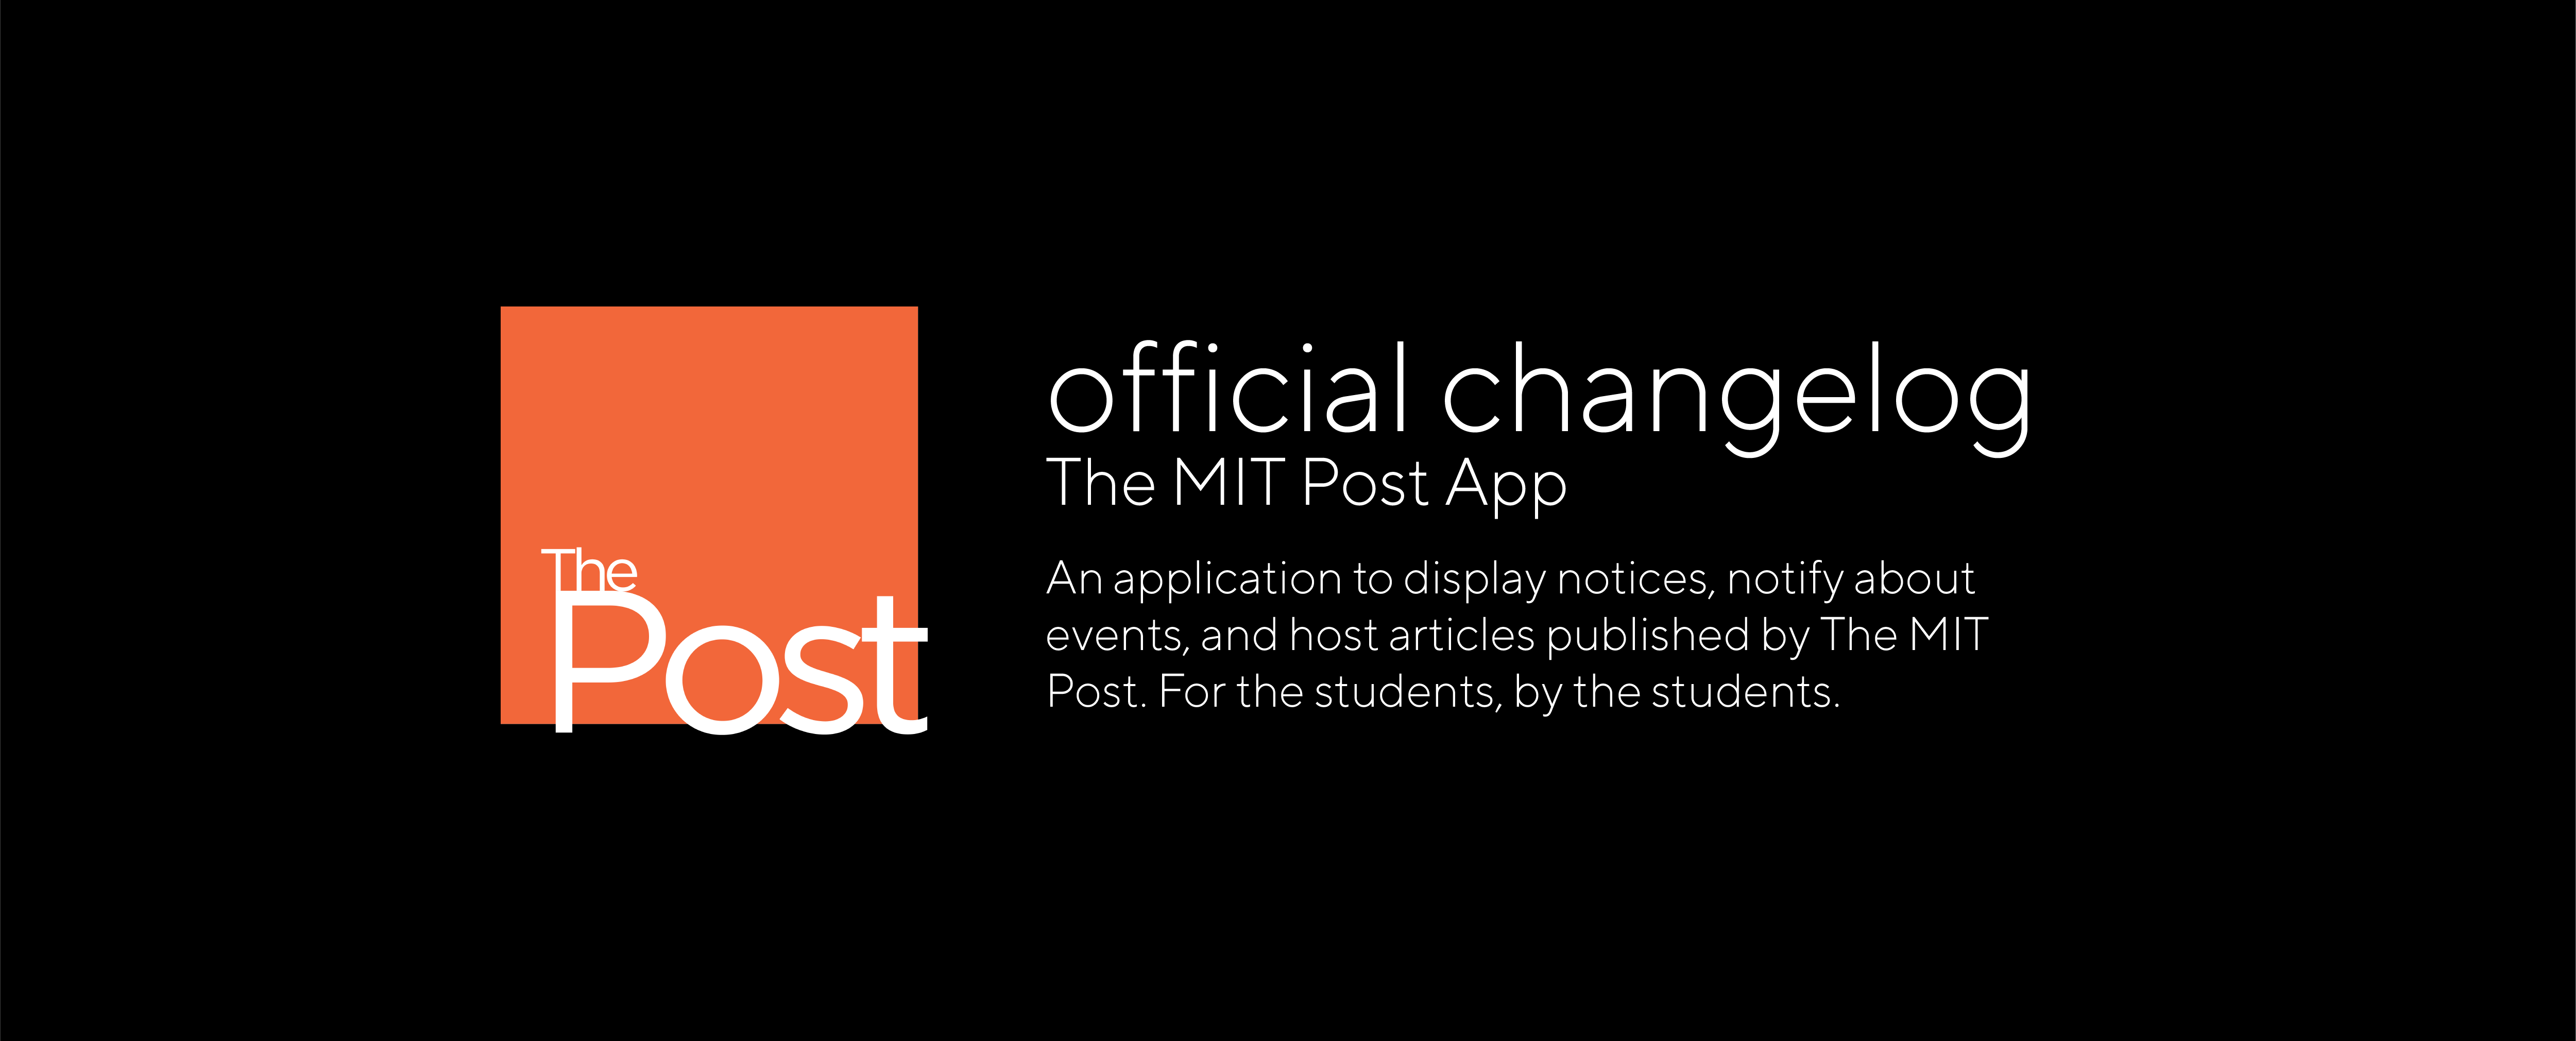 The
Post
official changelog
The MIT Post App
An application to display notices, notify about
events, and host articles published by The MIT
Post. For the students, by the students.